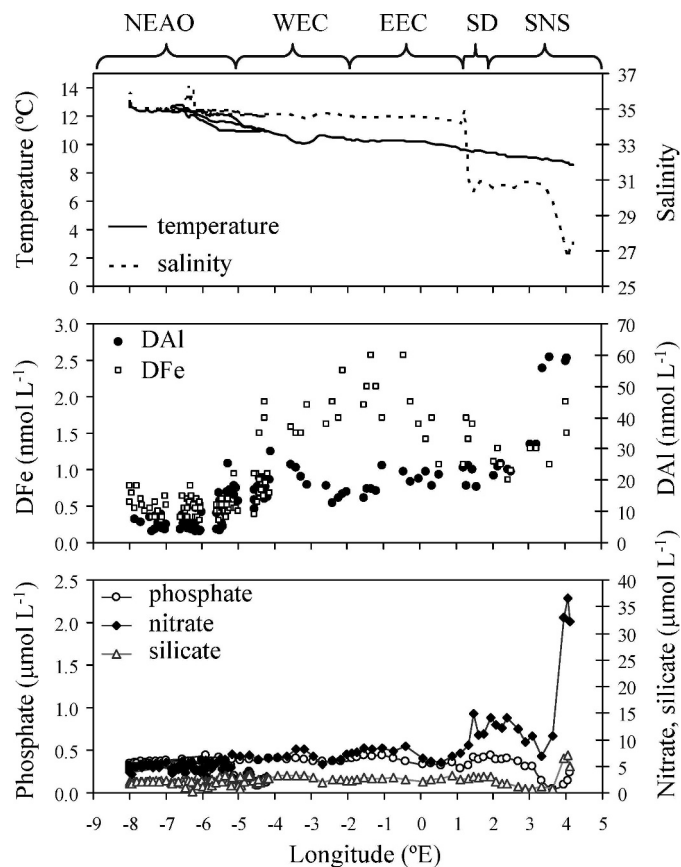 NEAO WEC EEC SD SNS
Temperature (ºC)
14
12
10
8
6
4
2
0
temperature
salinity
37
35
33
31
29
27
25
Salinity
DFe (nmol L-1)
3.0
2.5
2.0
1.5
1.0
0.5
0.0
DAl
DFe
70
60
50
40
30
20
10
0
DAl (nmol L-1)
Phosphate (µmol L-1)
2.5
2.0
1.5
1.0
0.5
0.0
phosphate
nitrate
silicate
40
35
30
25
20
15
10
5
0
Nitrate, silicate (µmol L-1)
-9 -8 -7 -6 -5 -4 -3 -2 -1 0 1 2 3 4 5
Longitude (ºE)